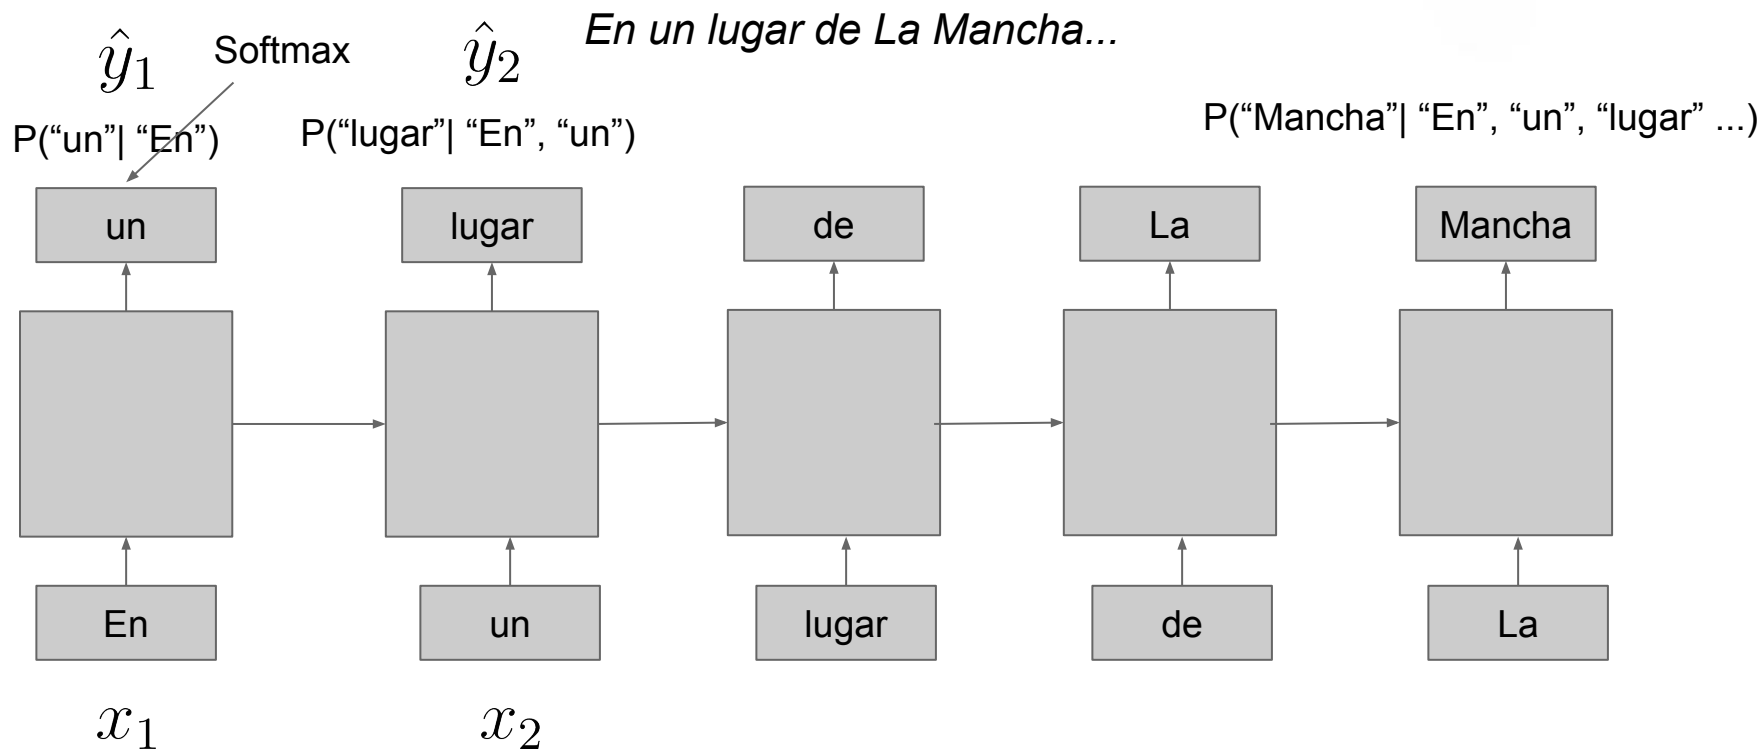 En un lugar de La Mancha...
ŷ₁
Softmax
ŷ₂
P(“un”| “En”)
P(“lugar”| “En”, “un”)
P(“Mancha”| “En”, “un”, “lugar” ...)
un
lugar
de
La
Mancha
En
un
lugar
de
La
x₁
x₂